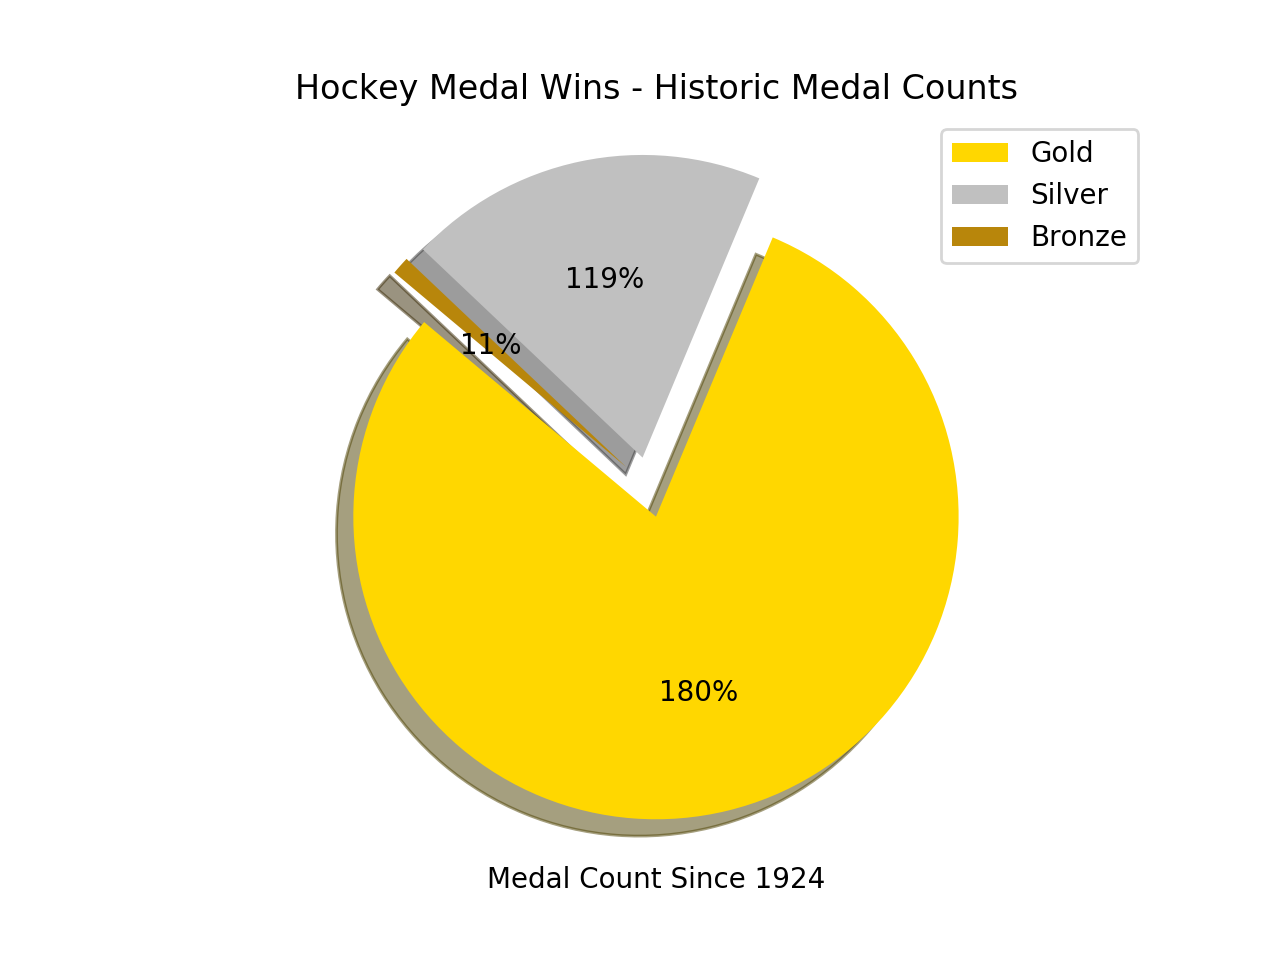 Hockey Medal Wins - Historic Medal Counts
Gold
Silver
Bronze
119%
11%
180%
Medal Count Since 1924